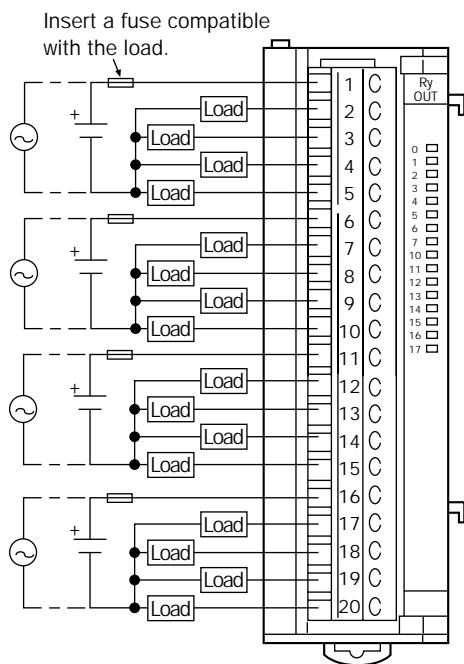 Insert a fuse compatible
with the load.
Ry
OUT
1 C
Load 2 C
Load 3 C
Load 4 C
Load 5 C
6 C
Load 7 C
Load 8 C
Load 9 C
Load 10 C
11 C
Load 12 C
Load 13 C
Load 14 C
Load 15 C
16 C
Load 17 C
Load 18 C
Load 19 C
Load 20 C
+
+
+
+
0
1
2
3
4
5
6
7
10
11
12
13
14
15
16
17